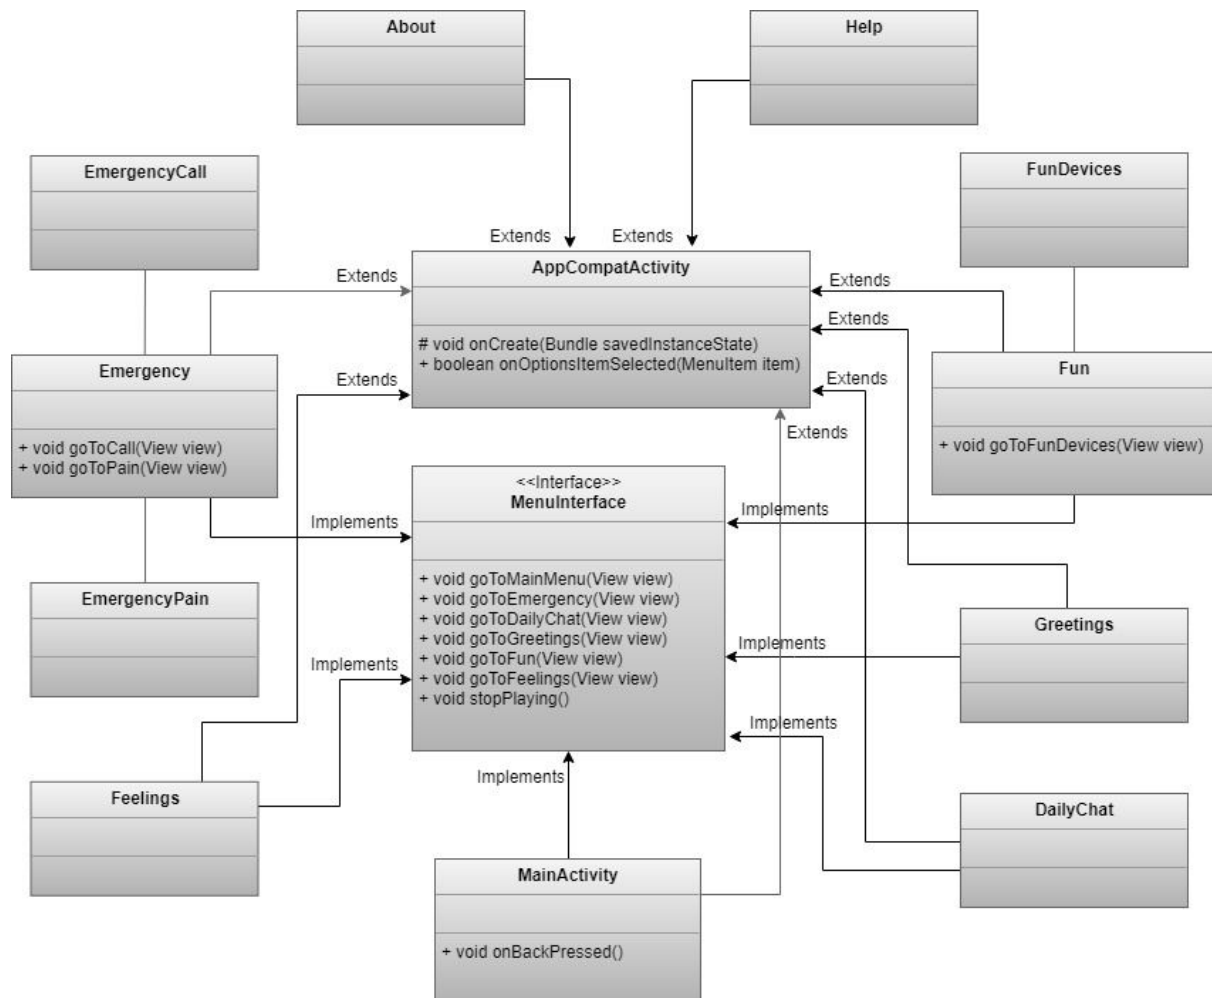 About
Help
EmergencyCall
FunDevices
Extends
Extends
AppCompatActivity
# void onCreate(Bundle savedInstanceState)
+ boolean onOptionsItemSelected(MenuItem item)
Extends
Extends
Extends
Extends
Extends
Extends
Emergency
+ void goToCall(View view)
+ void goToPain(View view)
Fun
+ void goToFunDevices(View view)
<<Interface>>
MenuInterface
+ void goToMainMenu(View view)
+ void goToEmergency(View view)
+ void goToDailyChat(View view)
+ void goToGreetings(View view)
+ void goToFun(View view)
+ void goToFeelings(View view)
+ void stopPlaying()
Implements
Implements
Implements
Implements
Implements
Implements
EmergencyPain
Greetings
Feelings
DailyChat
MainActivity
+ void onBackPressed()